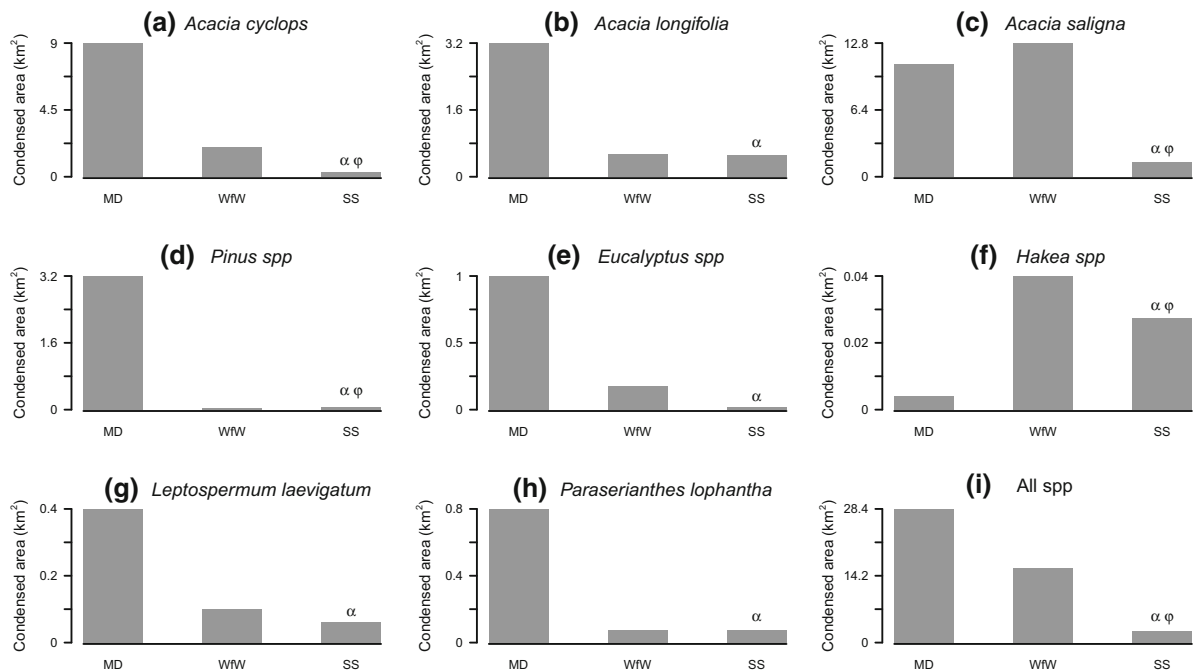 (a) Acacia cyclops
Condensed area (km²)
9
4.5
0
α φ
MD WfW SS
(b) Acacia longifolia
Condensed area (km²)
3.2
1.6
0
α
MD WfW SS
(c) Acacia saligna
Condensed area (km²)
12.8
6.4
0
α φ
MD WfW SS
(d) Pinus spp
Condensed area (km²)
3.2
1.6
0
α φ
MD WfW SS
(e) Eucalyptus spp
Condensed area (km²)
1
0.5
0
α
MD WfW SS
(f) Hakea spp
Condensed area (km²)
0.04
0.02
0
α φ
MD WfW SS
(g) Leptospermum laevigatum
Condensed area (km²)
0.4
0.2
0
α
MD WfW SS
(h) Paraserianthes lophantha
Condensed area (km²)
0.8
0.4
0
α
MD WfW SS
(i) All spp
Condensed area (km²)
28.4
14.2
0
α φ
MD WfW SS